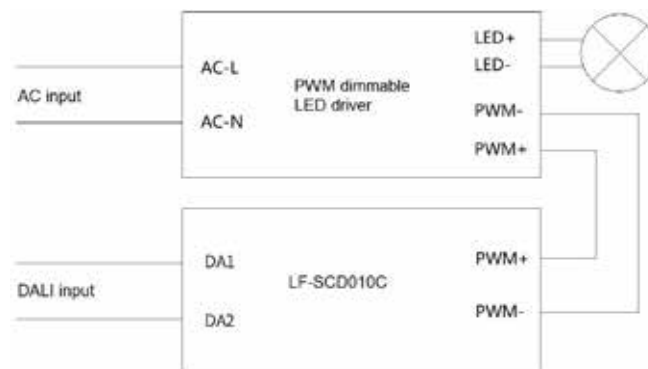 LED+
AC-L
LED-
PWM dimmable
LED driver
AC input
AC-N
PWM-
PWM+
DA1
PWM+
LF-SCD010C
DALI input
DA2
PWM-